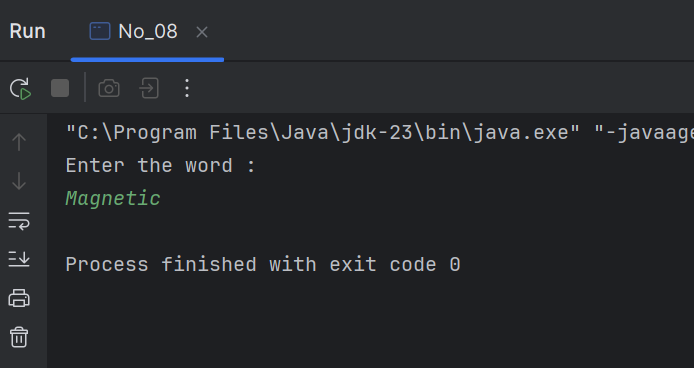 Run No_08
"C:\Program Files\Java\jdk-23\bin\java.exe" "-javaage
Enter the word :
Magnetic
Process finished with exit code 0